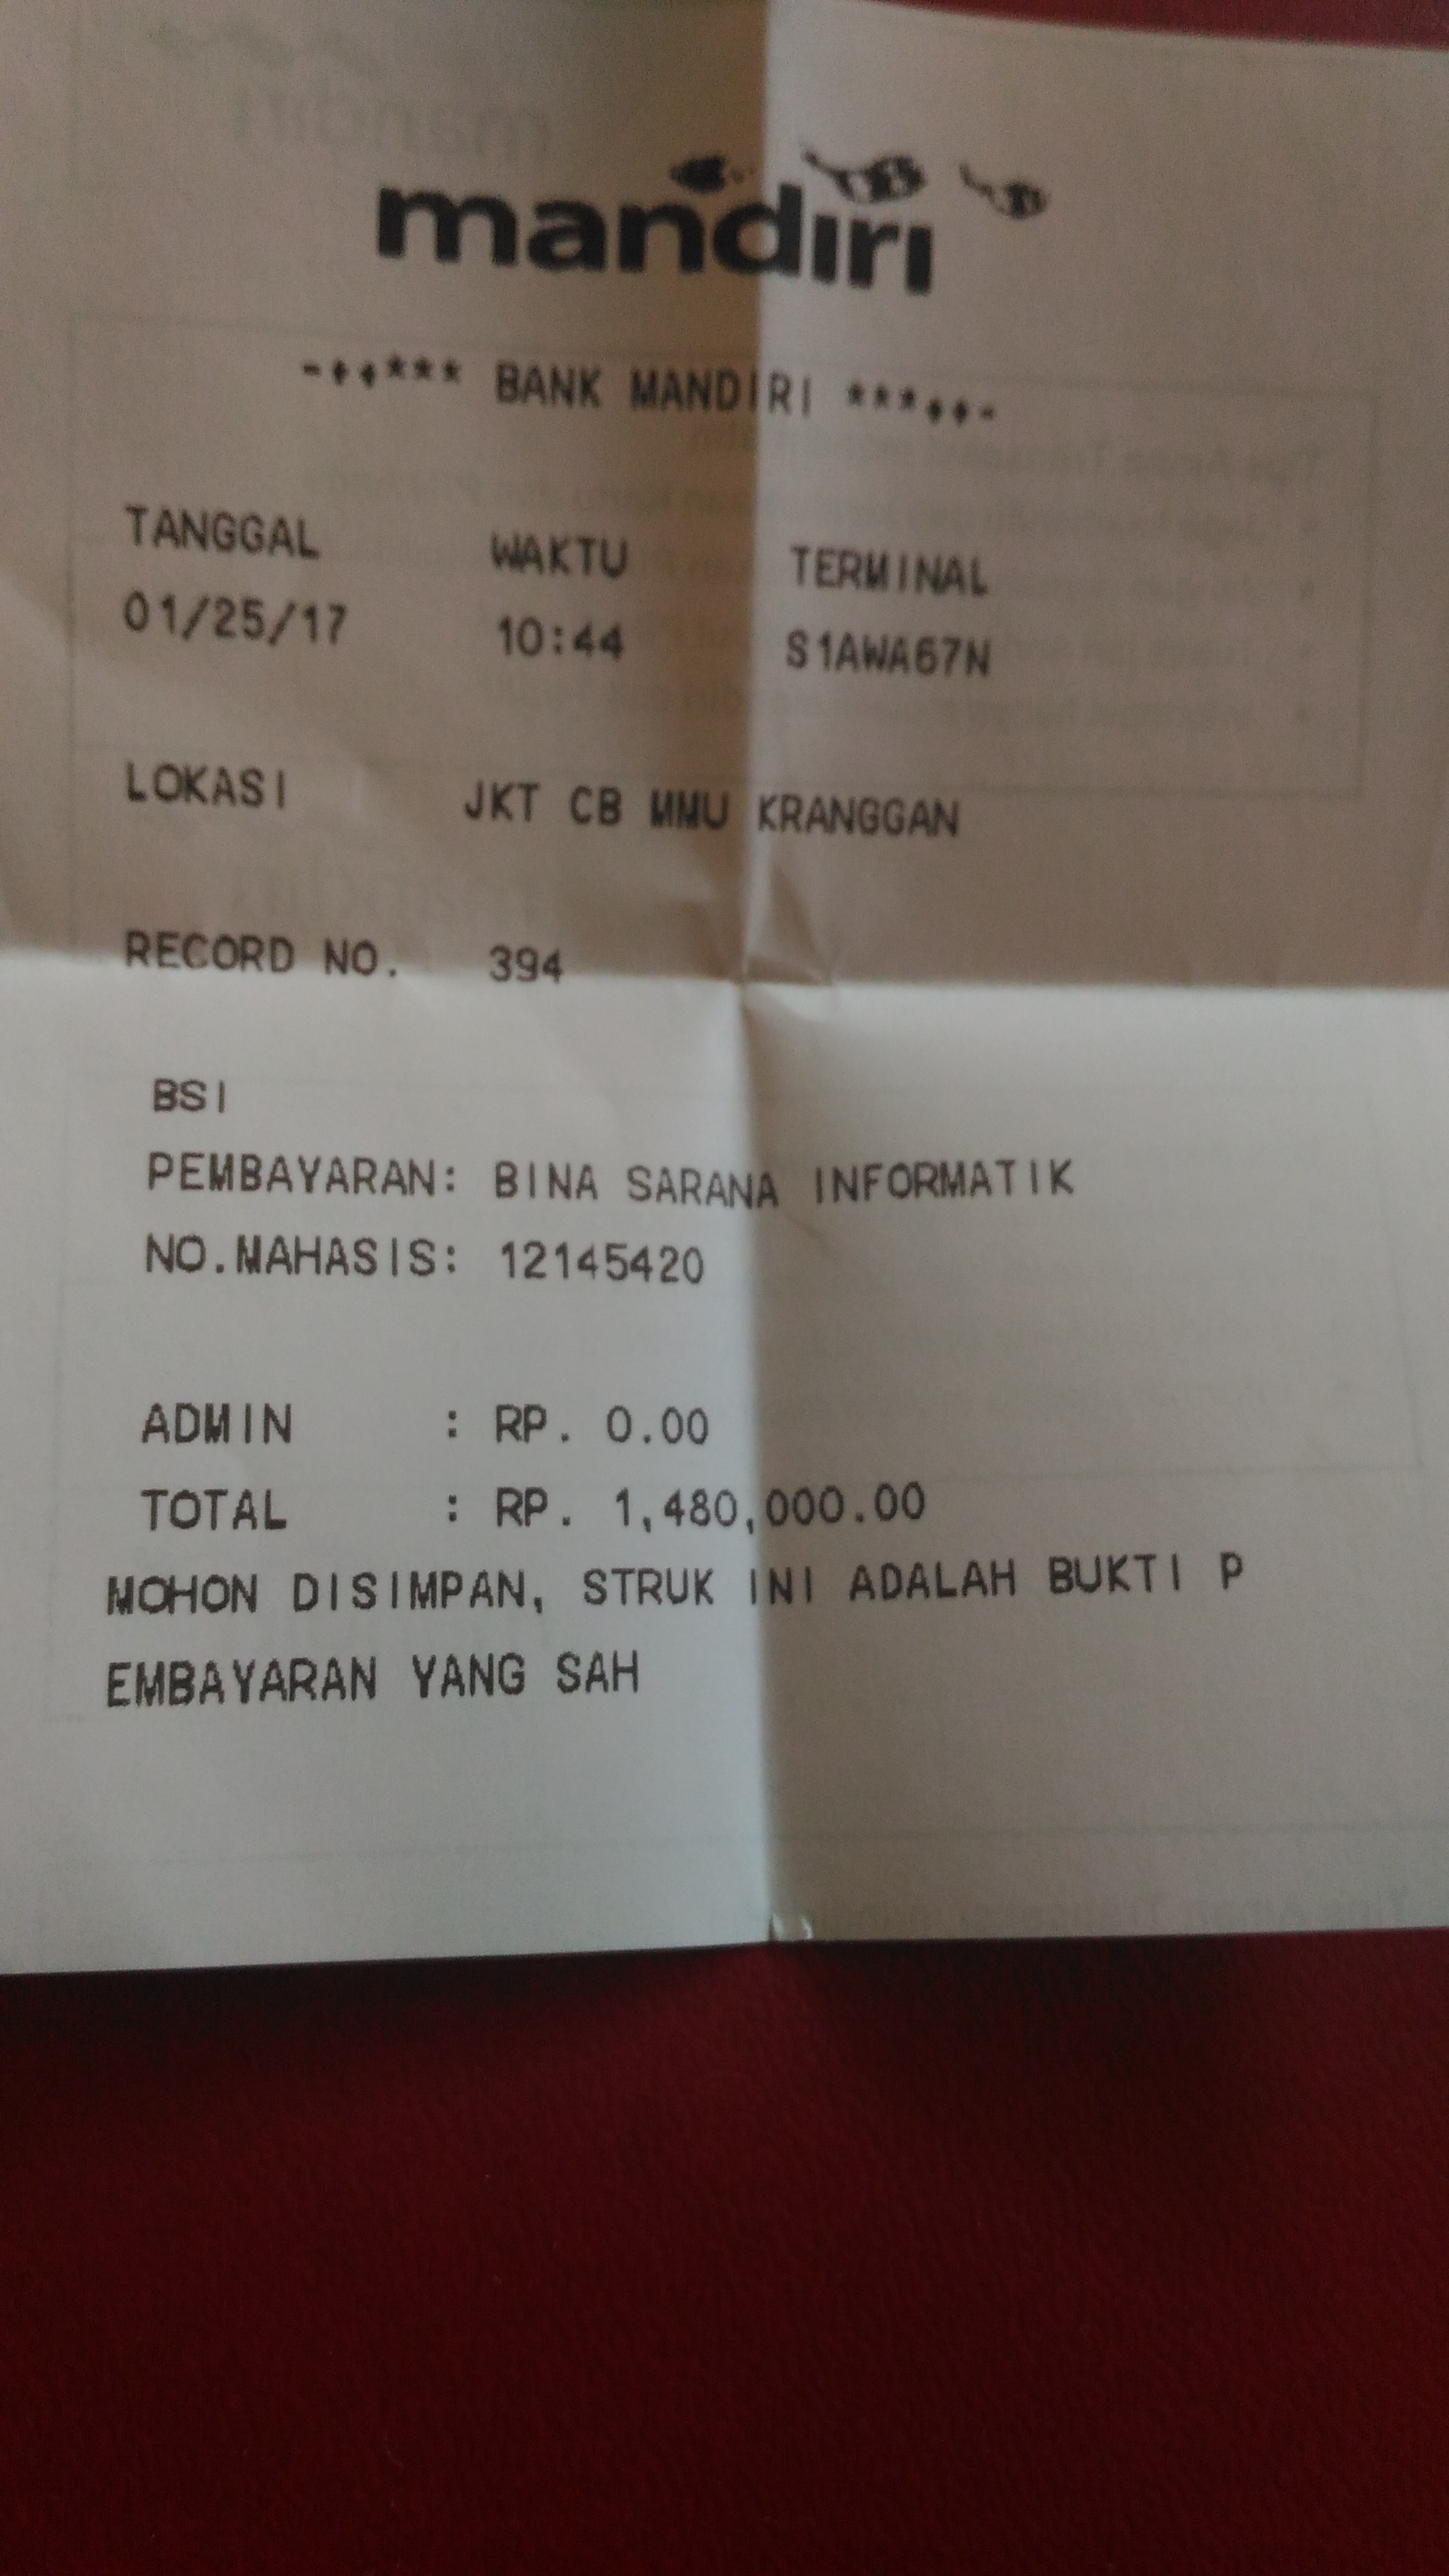 mandiri
-++*** BANK MANDIRI ***++-
TANGGAL WAKTU TERMINAL
01/25/17 10:44 S1AWA67N
LOKASI JKT CB MMU KRANGGAN
RECORD NO. 394
BSI
PEMBAYARAN: BINA SARANA INFORMATIK
NO.MAHASIS: 12145420
ADMIN : RP. 0.00
TOTAL : RP. 1,480,000.00
MOHON DISIMPAN, STRUK INI ADALAH BUKTI P
EMBAYARAN YANG SAH